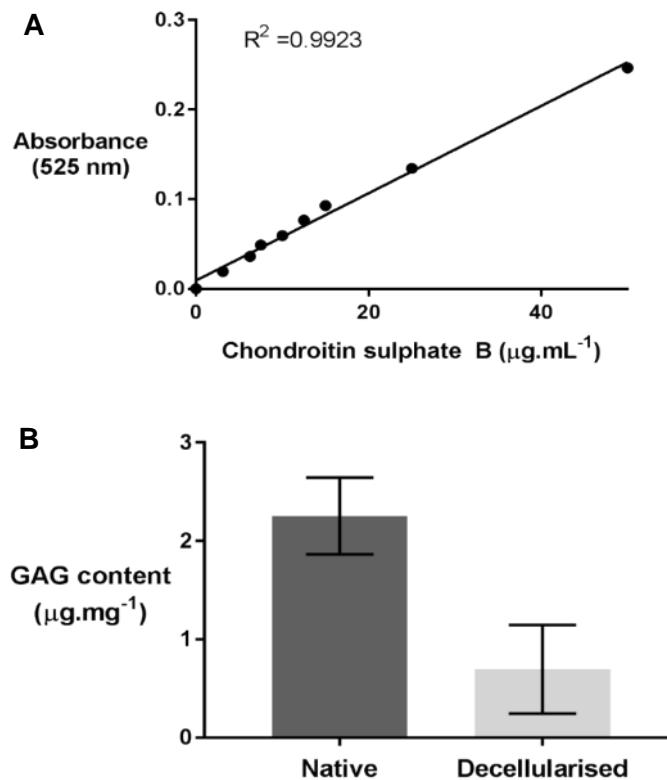 A
R² =0.9923
0.3
0.2
Absorbance
(525 nm)
0.1
0.0
0
20
40
Chondroitin sulphate B (μg.mL⁻¹)
B
3
2
GAG content
(μg.mg⁻¹)
1
0
Native
Decellularised